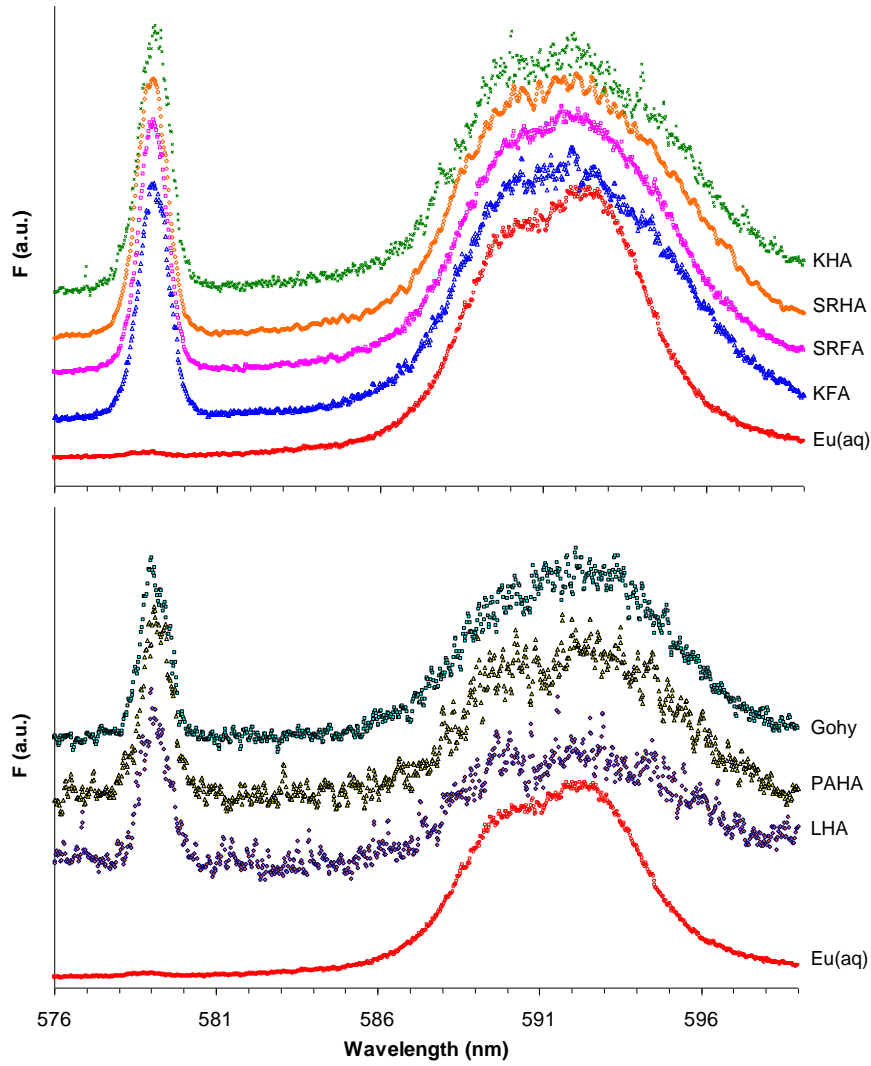 F (a.u.)
KHA
SRHA
SRFA
KFA
Eu(aq)
F (a.u.)
Gohy
PAHA
LHA
Eu(aq)
576 581 586 591 596
Wavelength (nm)